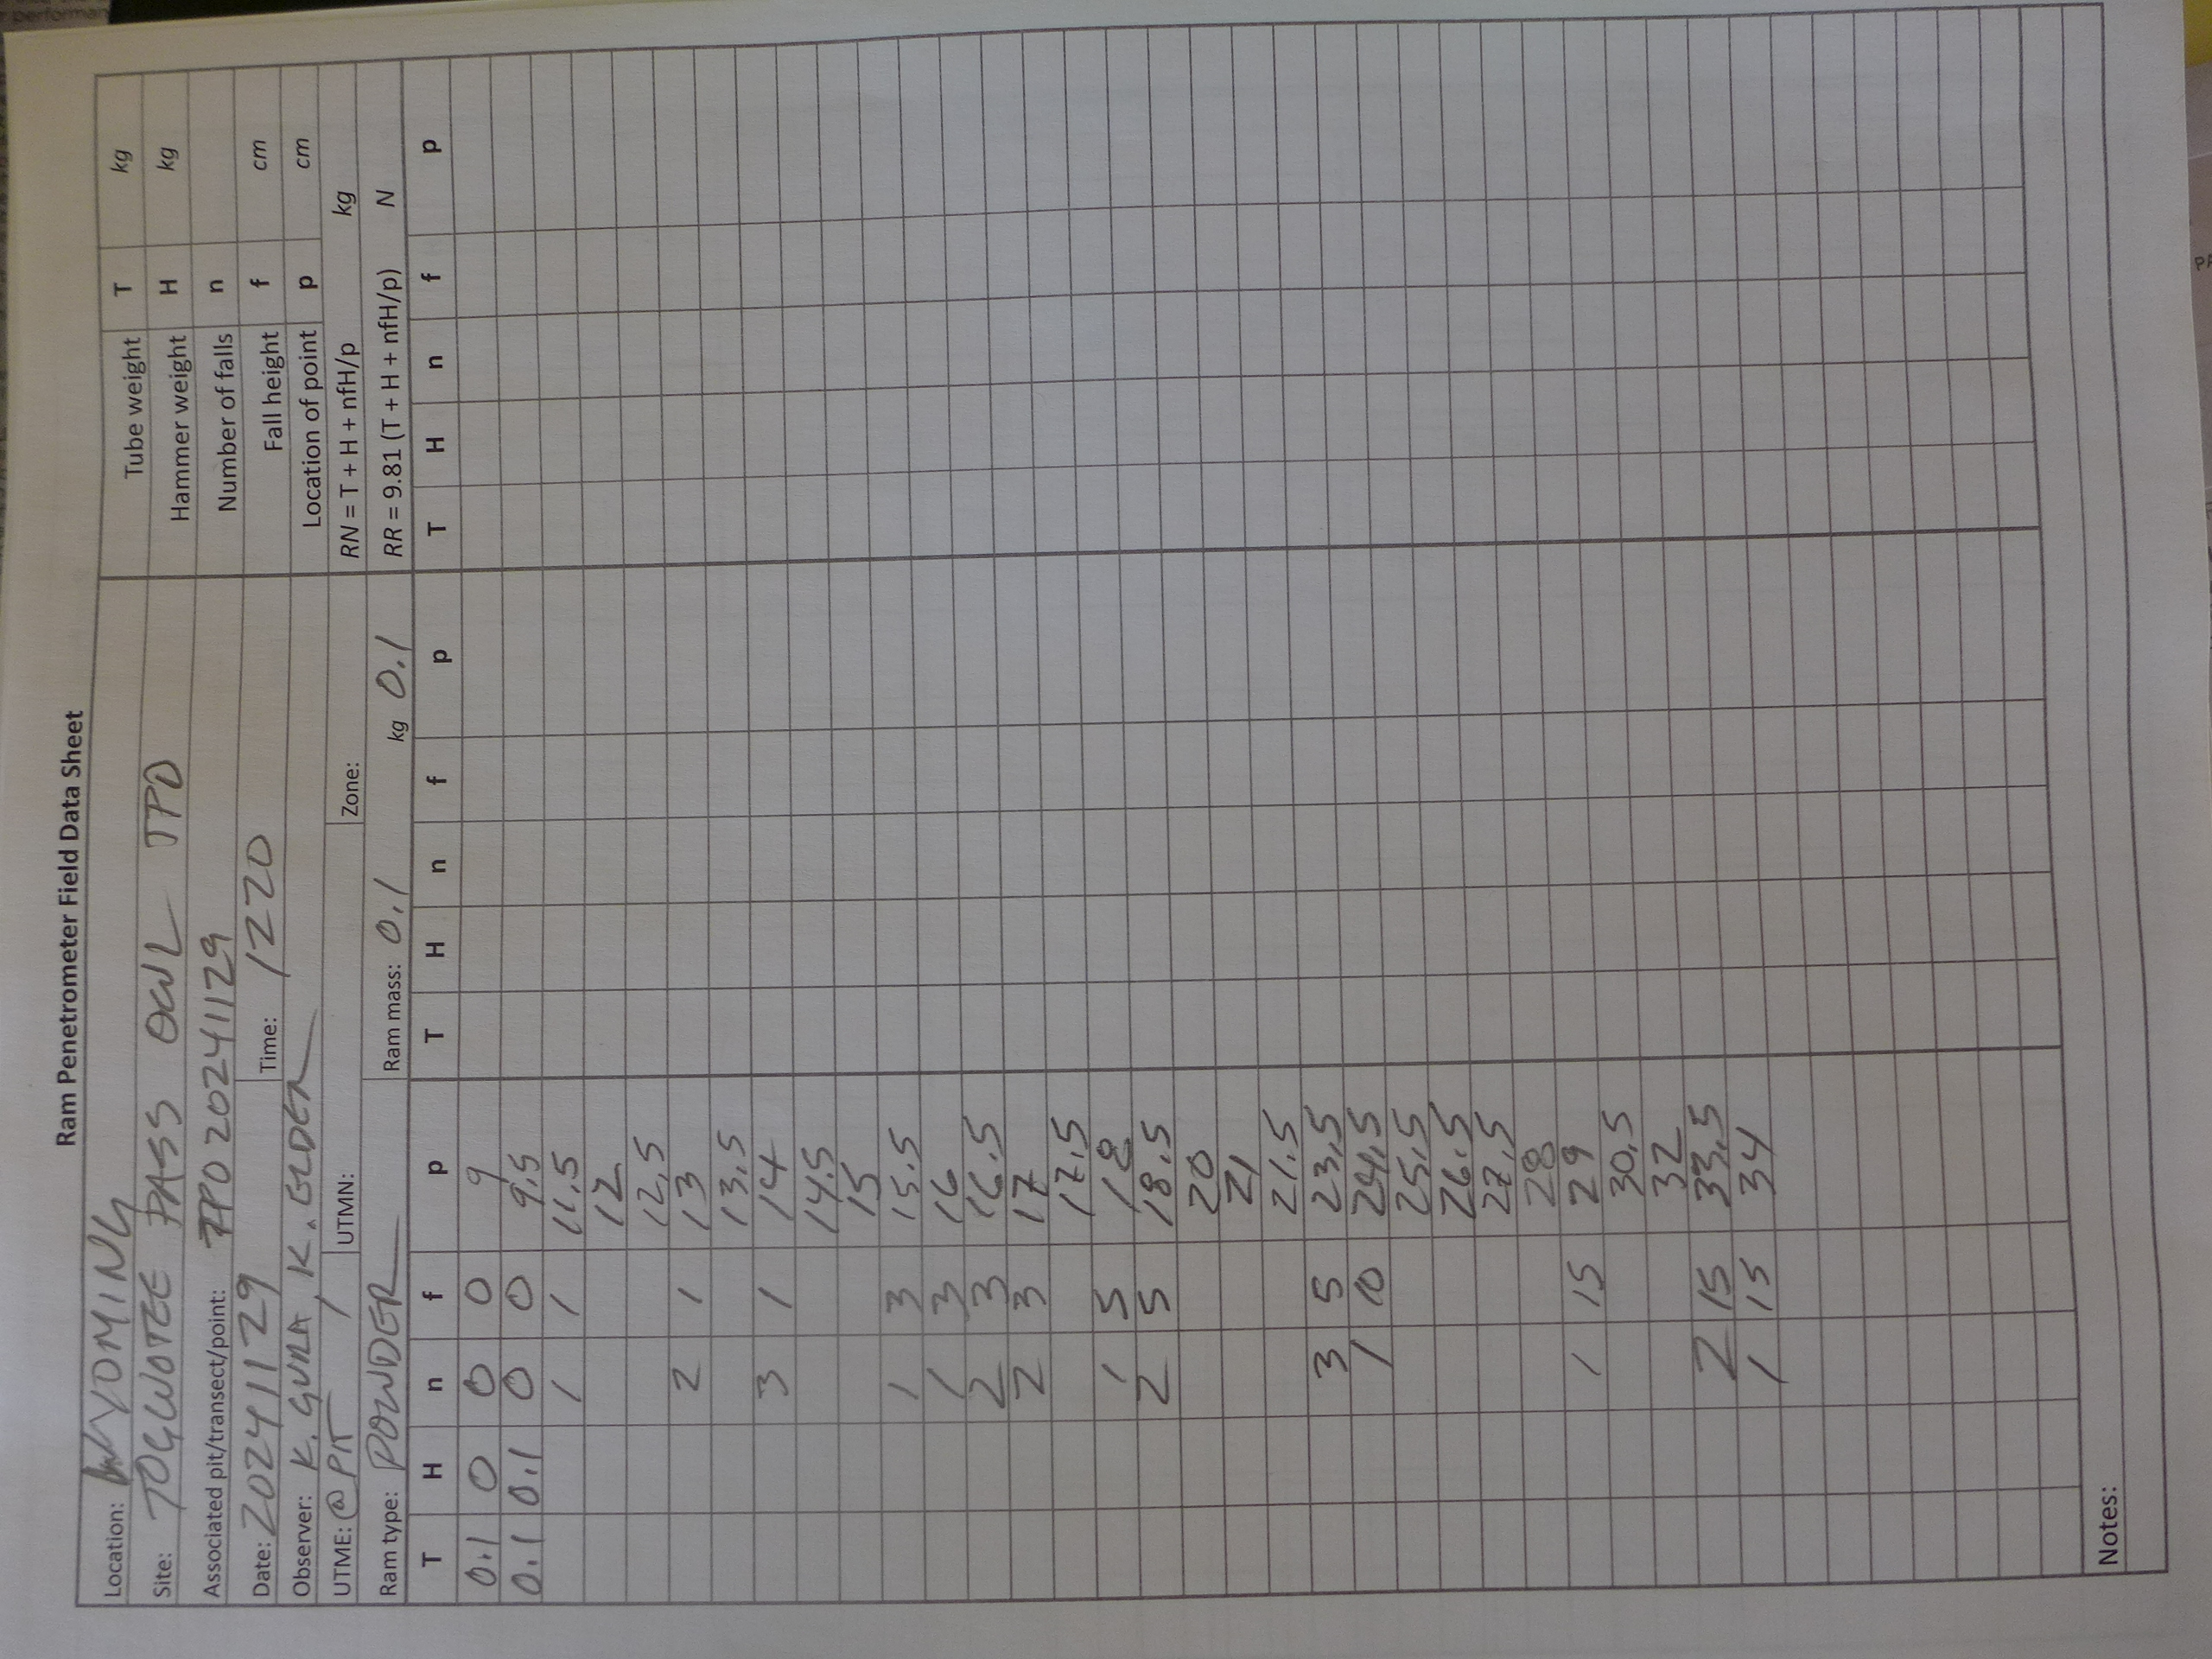 performan
Ram Penetrometer Field Data Sheet
Location: WYOMING Tube weight T kg
Site: TOGWOTEE PASS OWL TPD Hammer weight H kg
Associated pit/transect/point: 20241129 Number of falls n
Date: 20241129 Time: 1220 Fall height f cm
Observer: K. GUNA K. ELDER Location of point p cm
UTME: @ PIT UTMN: Zone: RN = T + H + nfH/p kg
Ram type: POWDER Ram mass: 0.1 kg 0.1 RR = 9.81 (T + H + nfH/p) N
T H n f p T H n f p T H n f p
0.1 0 0 0 9
0.1 0.1 0 0 9.5
1 1 11.5
12
12.5
2 1 13
13.5
3 1 14
14.5
15
1 3 15.5
1 3 16
2 3 16.5
2 3 17
17.5
1 5 18
2 5 18.5
20
21
21.5
3 5 23.5
1 10 24.5
25.5
26.5
27.5
28
1 15 29
30.5
32
2 15 33.5
1 15 34
Notes: